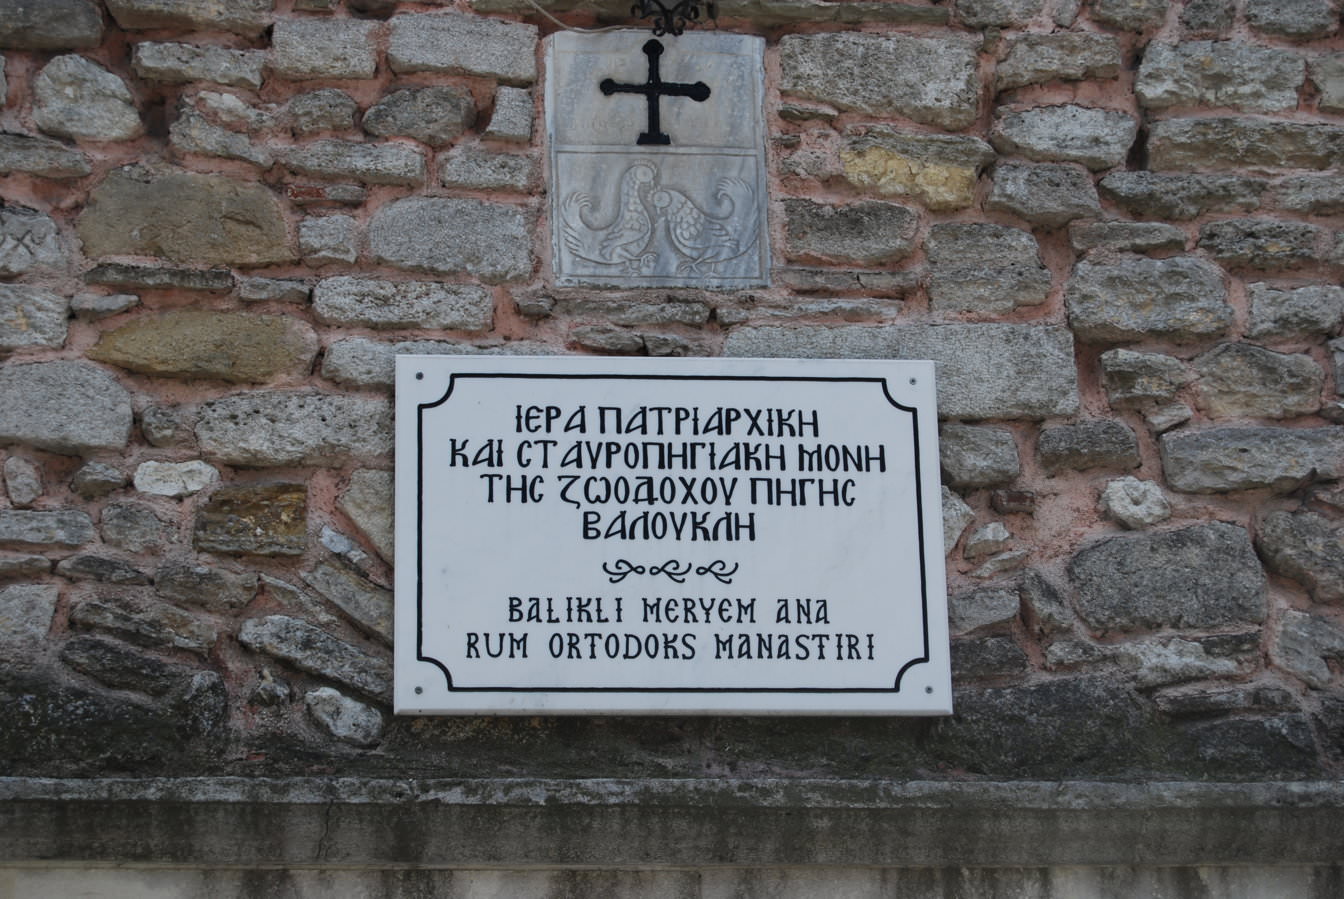 ΙΕΡΑ ΠΑΤΡΙΑΡΧΙΚΗ
ΚΑΙ ΣΤΑΥΡΟΠΗΓΙΑΚΗ ΜΟΝΗ
ΤΗΣ ΖΩΟΔΟΧΟΥ ΠΗΓΗΣ
ΒΑΛΟΥΚΛΗ
BALIKLI MERYEM ANA
RUM ORTODOKS MANASTIRI